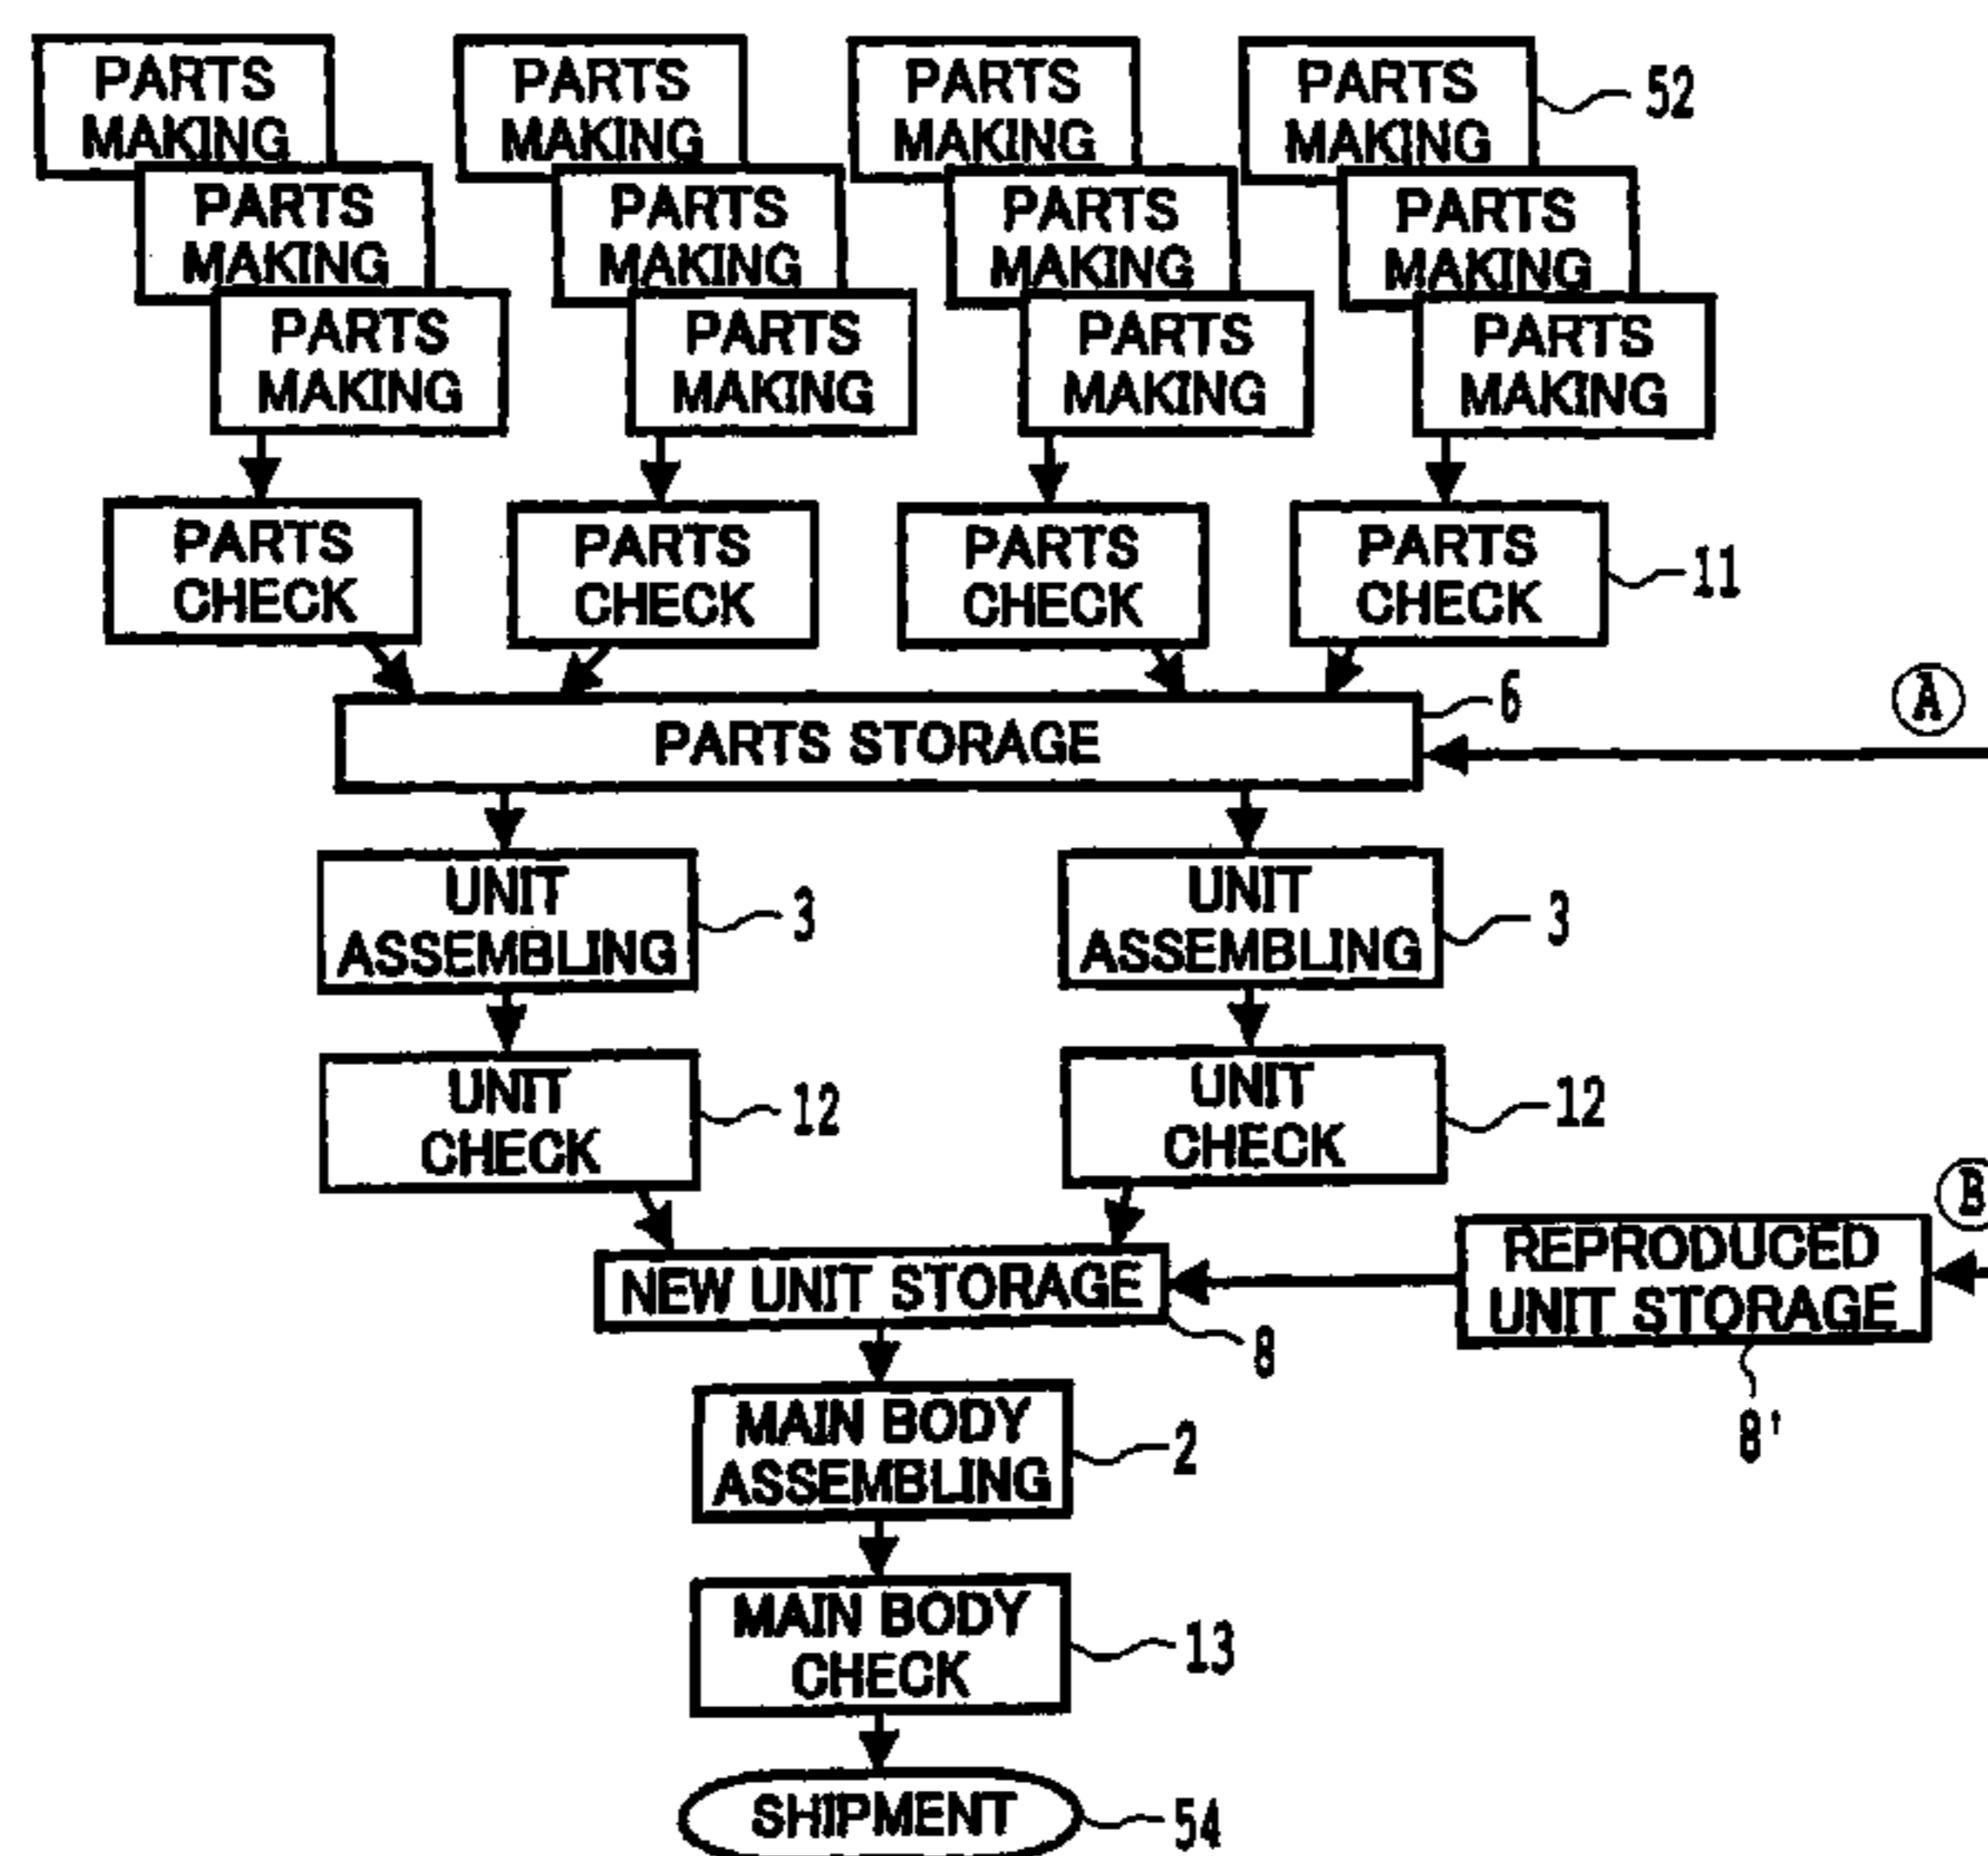 PARTS
MAKING
PARTS
MAKING
PARTS
MAKING
PARTS
MAKING
PARTS
MAKING
PARTS
MAKING
PARTS
MAKING
PARTS
MAKING
PARTS
MAKING
PARTS
MAKING
PARTS
MAKING
PARTS
MAKING
52
PARTS
CHECK
PARTS
CHECK
PARTS
CHECK
PARTS
CHECK
11
PARTS STORAGE
6
A
UNIT
ASSEMBLING
3
UNIT
ASSEMBLING
3
UNIT
CHECK
12
UNIT
CHECK
12
NEW UNIT STORAGE
8
REPRODUCED
UNIT STORAGE
8'
B
MAIN BODY
ASSEMBLING
2
MAIN BODY
CHECK
13
SHIPMENT
54